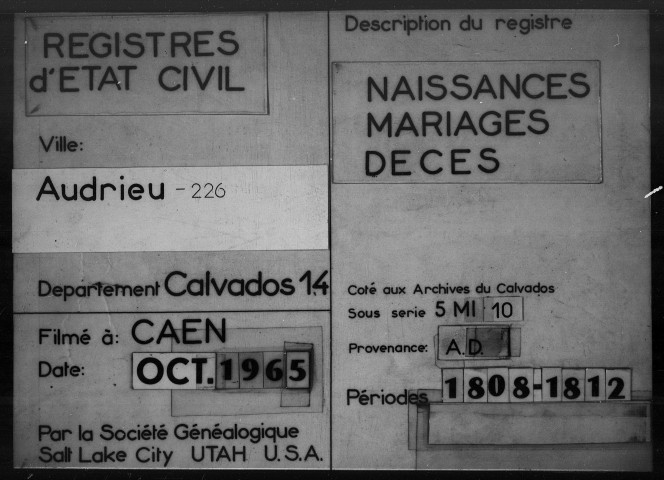 REGISTRES
d'ETAT CIVIL
Ville:
Audrieu - 226
Departement Calvados 14
Filmé à: CAEN
Date: OCT. 1965
Par la Société Généalogique
Salt Lake City UTAH U.S.A.
Description du registre
NAISSANCES
MARIAGES
DECES
Coté aux Archives du Calvados
Sous serie 5 MI 10
Provenance: A.D.
Périodes 1808-1812